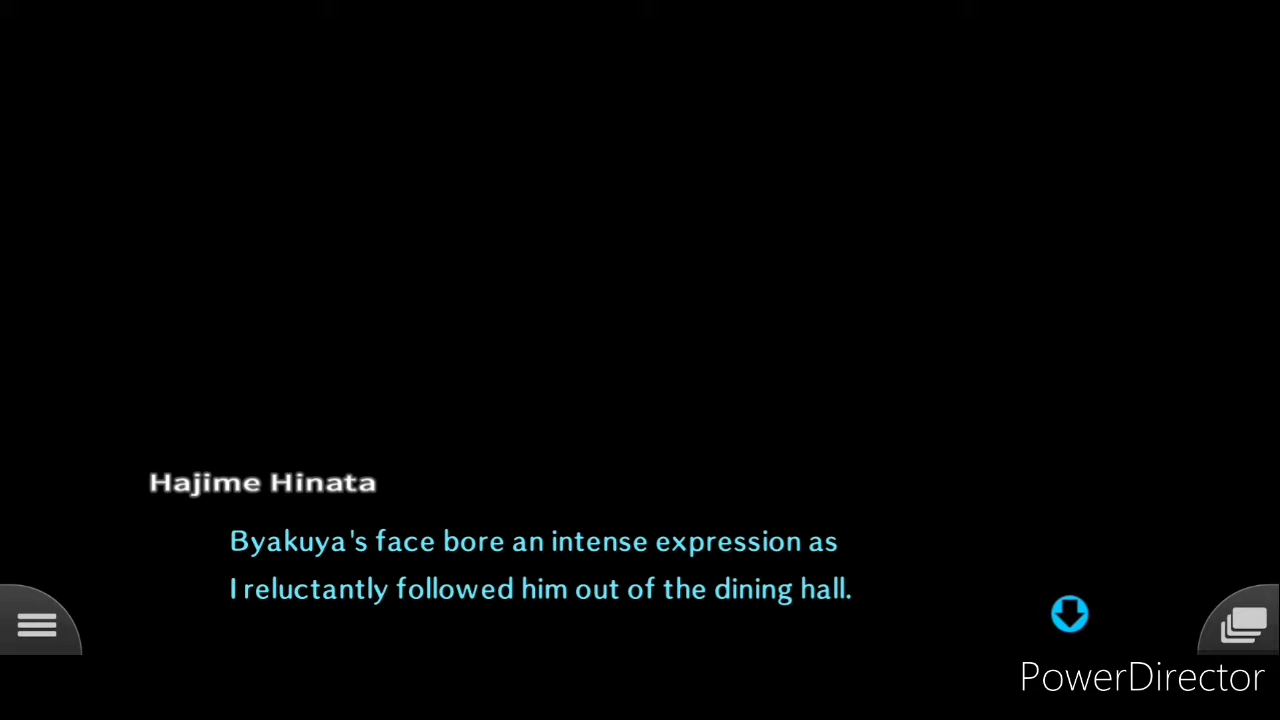 Hajime Hinata
Byakuya's face bore an intense expression as
I reluctantly followed him out of the dining hall.
PowerDirector